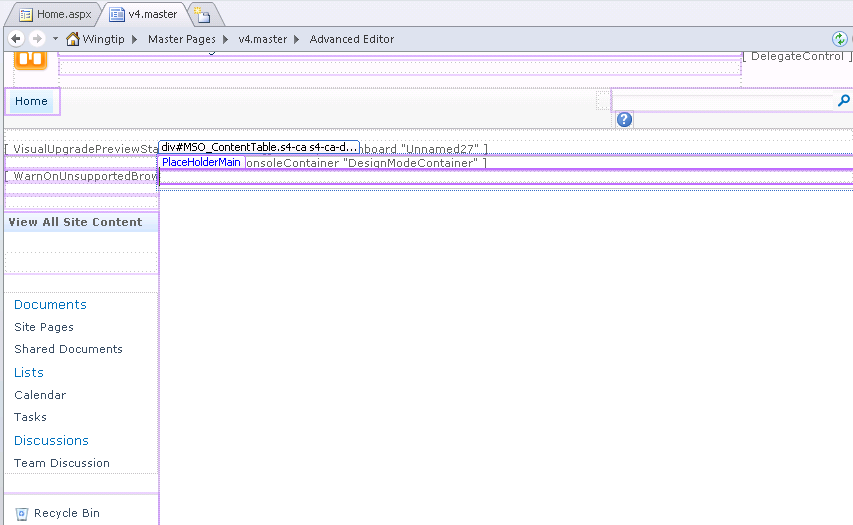 Home.aspx
v4.master
Wingtip Master Pages v4.master Advanced Editor
[ DelegateControl ]
Home
?
[ VisualUpgradePreviewSta
div#MSO_ContentTable.s4-ca s4-ca-d...
hboard "Unnamed27" ]
PlaceHolderMain
onsoleContainer "DesignModeContainer" ]
[ WarnOnUnsupportedBrow
View All Site Content
Documents
Site Pages
Shared Documents
Lists
Calendar
Tasks
Discussions
Team Discussion
Recycle Bin